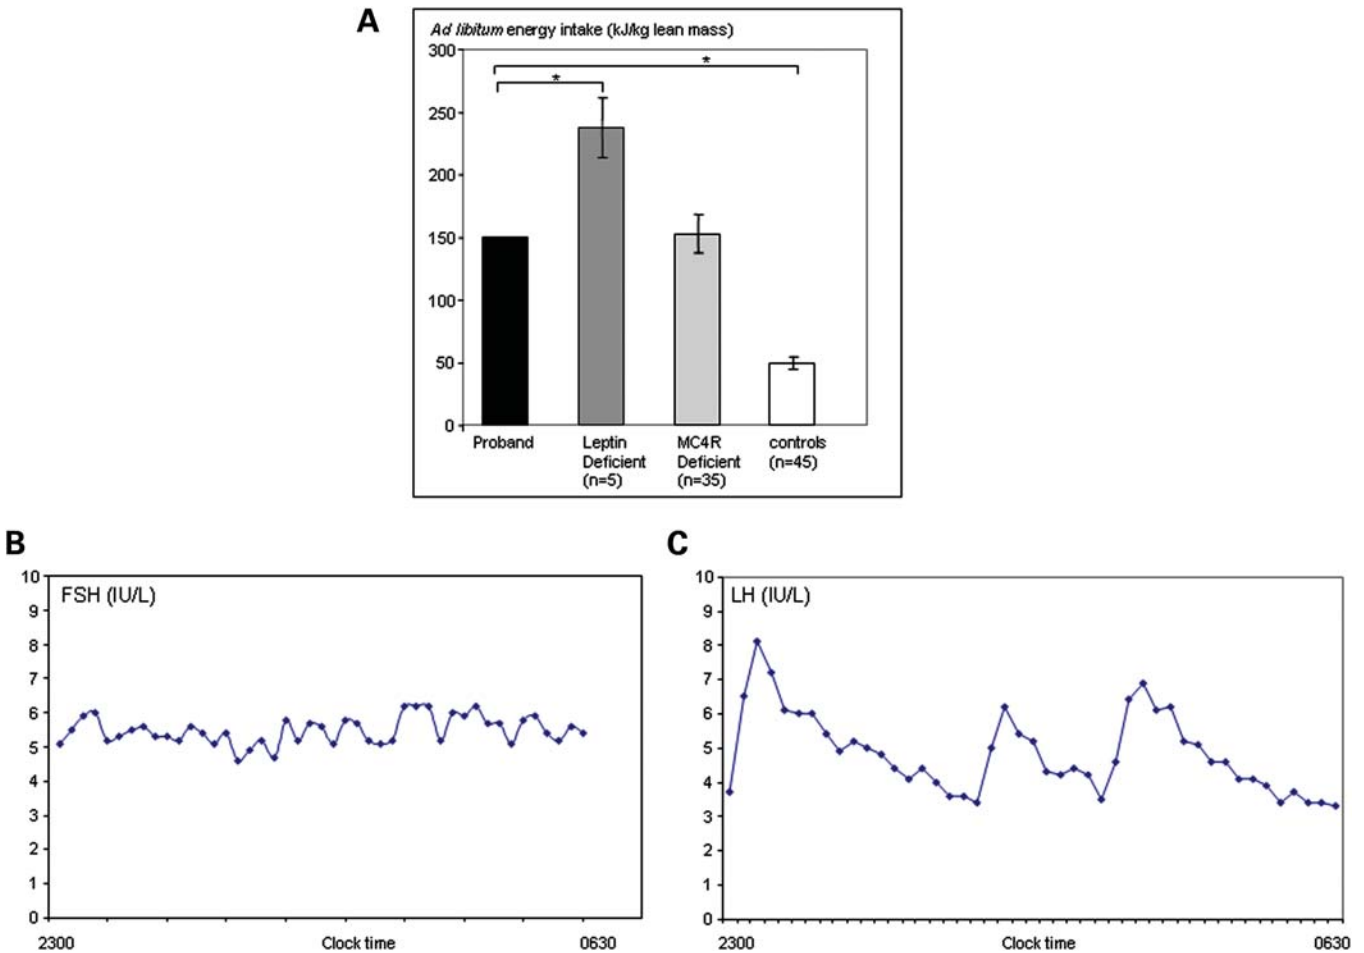 A
Ad libitum energy intake (kJ/kg lean mass)
300
*
*
250
200
150
100
50
0
Proband
Leptin
Deficient
(n=5)
MC4R
Deficient
(n=35)
controls
(n=45)
B
10
FSH (IU/L)
9
8
7
6
5
4
3
2
1
0
2300
Clock time
0630
C
10
LH (IU/L)
9
8
7
6
5
4
3
2
1
0
2300
Clock time
0630